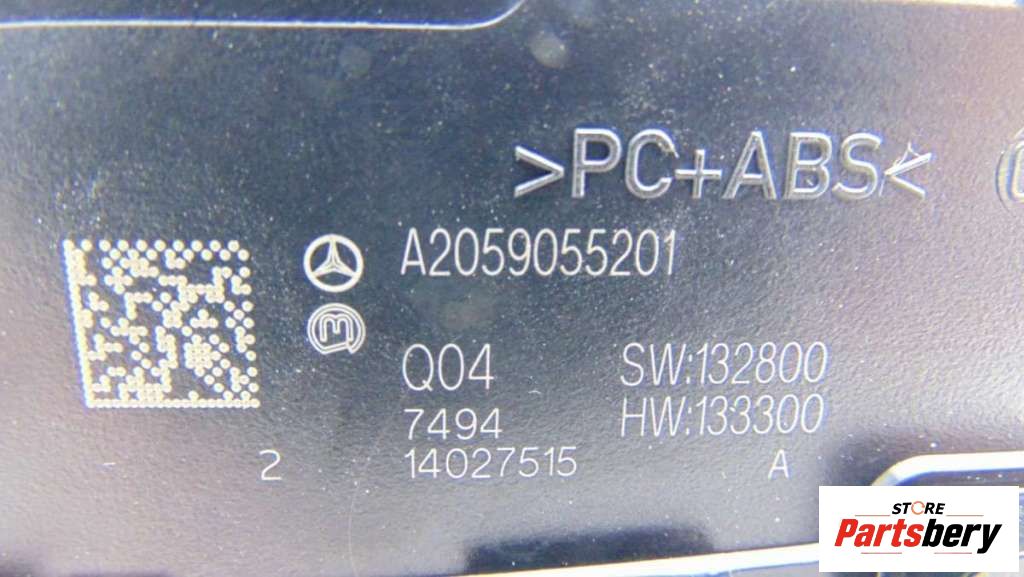 >PC+ABS<
A2059055201
Q04 SW:132800
7494 HW:133300
2 14027515 A
STORE
Partsbery